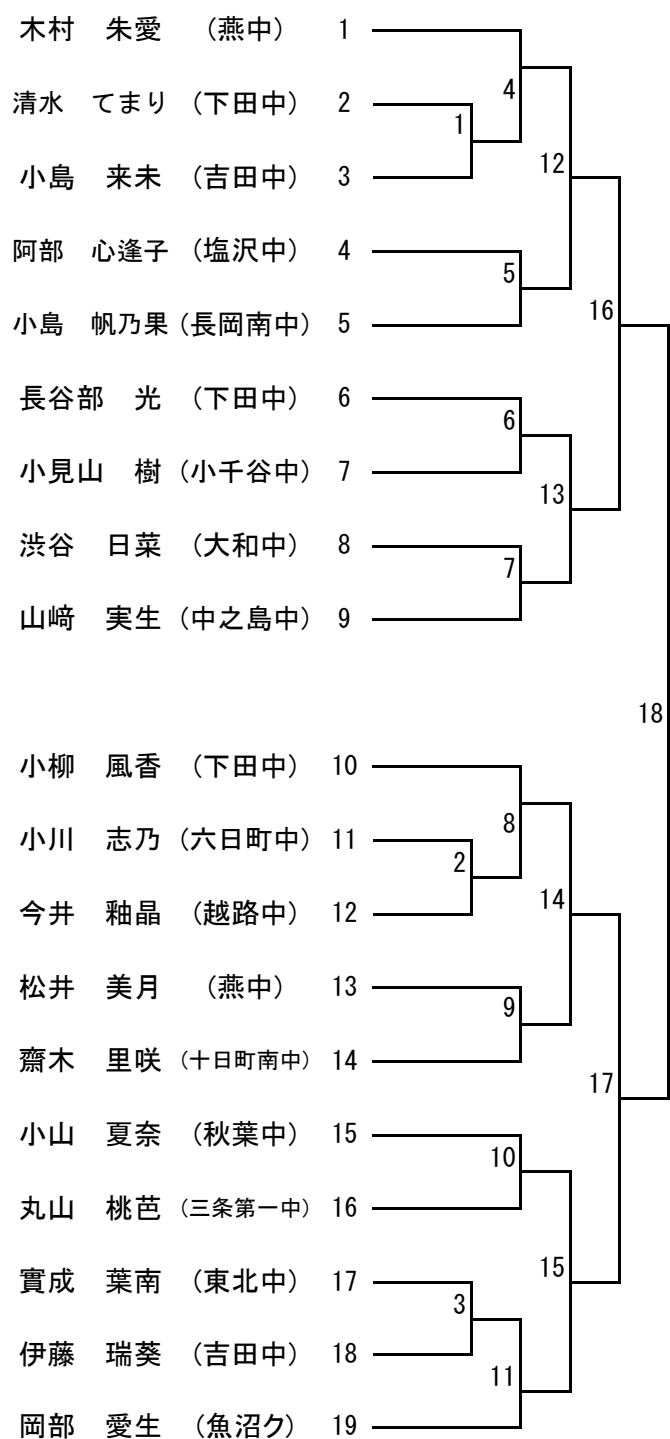 木村　朱愛　（燕中）　1
4
清水　てまり（下田中）　2
1
小島　来未（吉田中）　3
12
阿部　心逢子（塩沢中）　4
5
小島　帆乃果（長岡南中）　5
16
長谷部　光（下田中）　6
6
小見山　樹（小千谷中）　7
13
渋谷　日菜（大和中）　8
7
山﨑　実生（中之島中）　9
18
小柳　風香（下田中）　10
8
小川　志乃（六日町中）　11
2
今井　釉晶（越路中）　12
14
松井　美月　（燕中）　13
9
齋木　里咲（十日町南中）　14
17
小山　夏奈（秋葉中）　15
10
丸山　桃芭（三条第一中）　16
15
實成　葉南（東北中）　17
3
伊藤　瑞葵（吉田中）　18
11
岡部　愛生（魚沼ク）　19